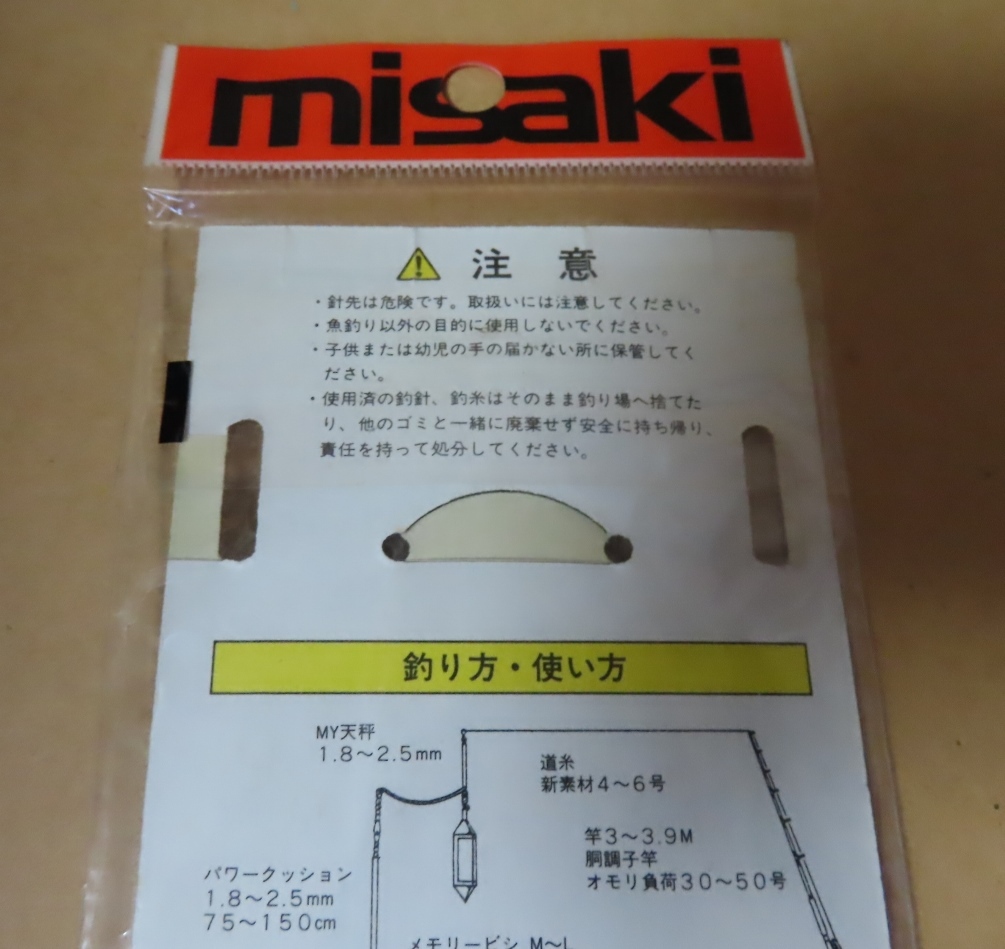 misaki
注 意
・針先は危険です。取扱いには注意してください。
・魚釣り以外の目的に使用しないでください。
・子供または幼児の手の届かない所に保管してく
ださい。
・使用済の釣針、釣糸はそのまま釣り場へ捨てた
り、他のゴミと一緒に廃棄せず安全に持ち帰り、
責任を持って処分してください。
釣り方・使い方
MY天秤
1.8〜2.5mm
道糸
新素材4〜6号
竿3〜3.9M
胴調子竿
オモリ負荷30〜50号
パワークッション
1.8〜2.5mm
75〜150cm
メモリービシ M〜L